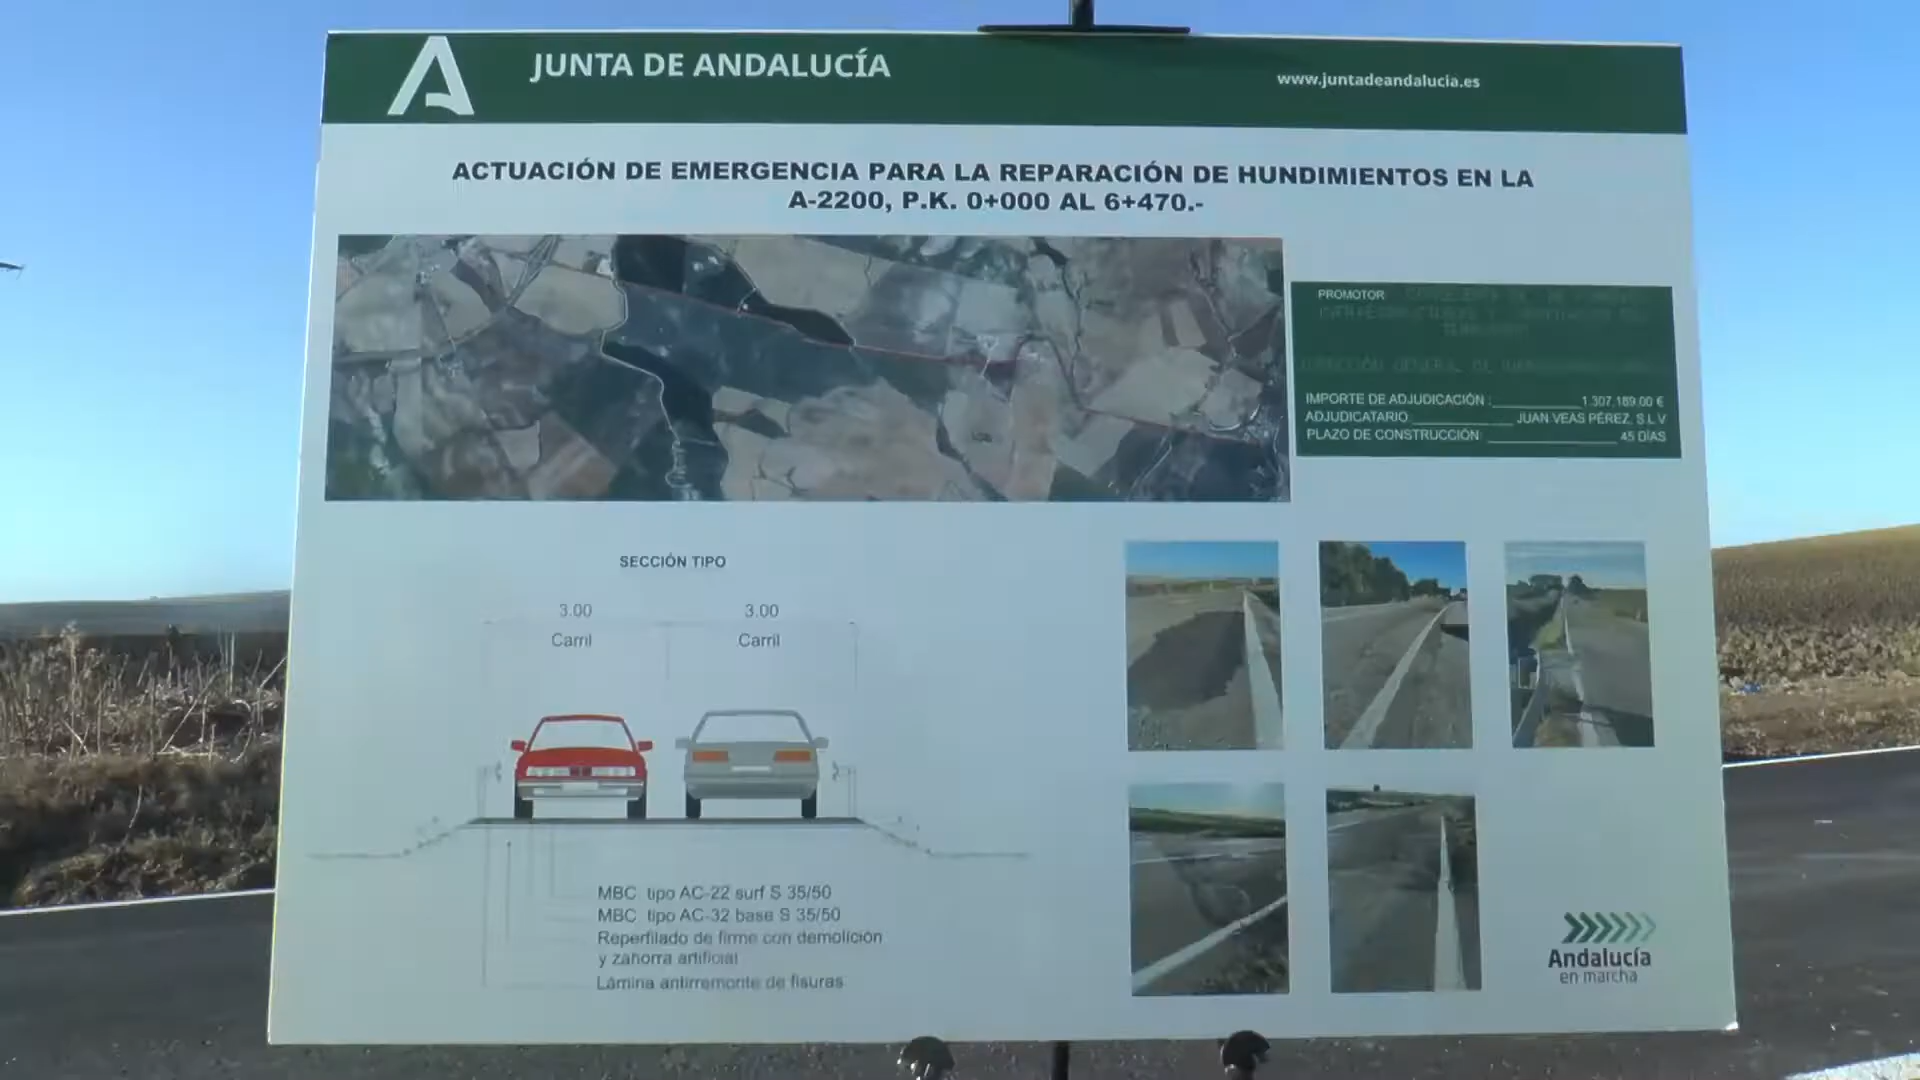 JUNTA DE ANDALUCÍA
www.juntadeandalucia.es
ACTUACIÓN DE EMERGENCIA PARA LA REPARACIÓN DE HUNDIMIENTOS EN LA
A-2200, P.K. 0+000 AL 6+470.-
PROMOTOR
IMPORTE DE ADJUDICACIÓN : 1.307.189,00 €
ADJUDICATARIO JUAN VEAS PÉREZ, S.L.V
PLAZO DE CONSTRUCCIÓN: 45 DÍAS
SECCIÓN TIPO
3.00 3.00
Carril Carril
MBC tipo AC-22 surf S 35/50
MBC tipo AC-32 base S 35/50
Reperfilado de firme con demolición
y zahorra artificial
Lámina antirremonte de fisuras
Andalucía
en marcha